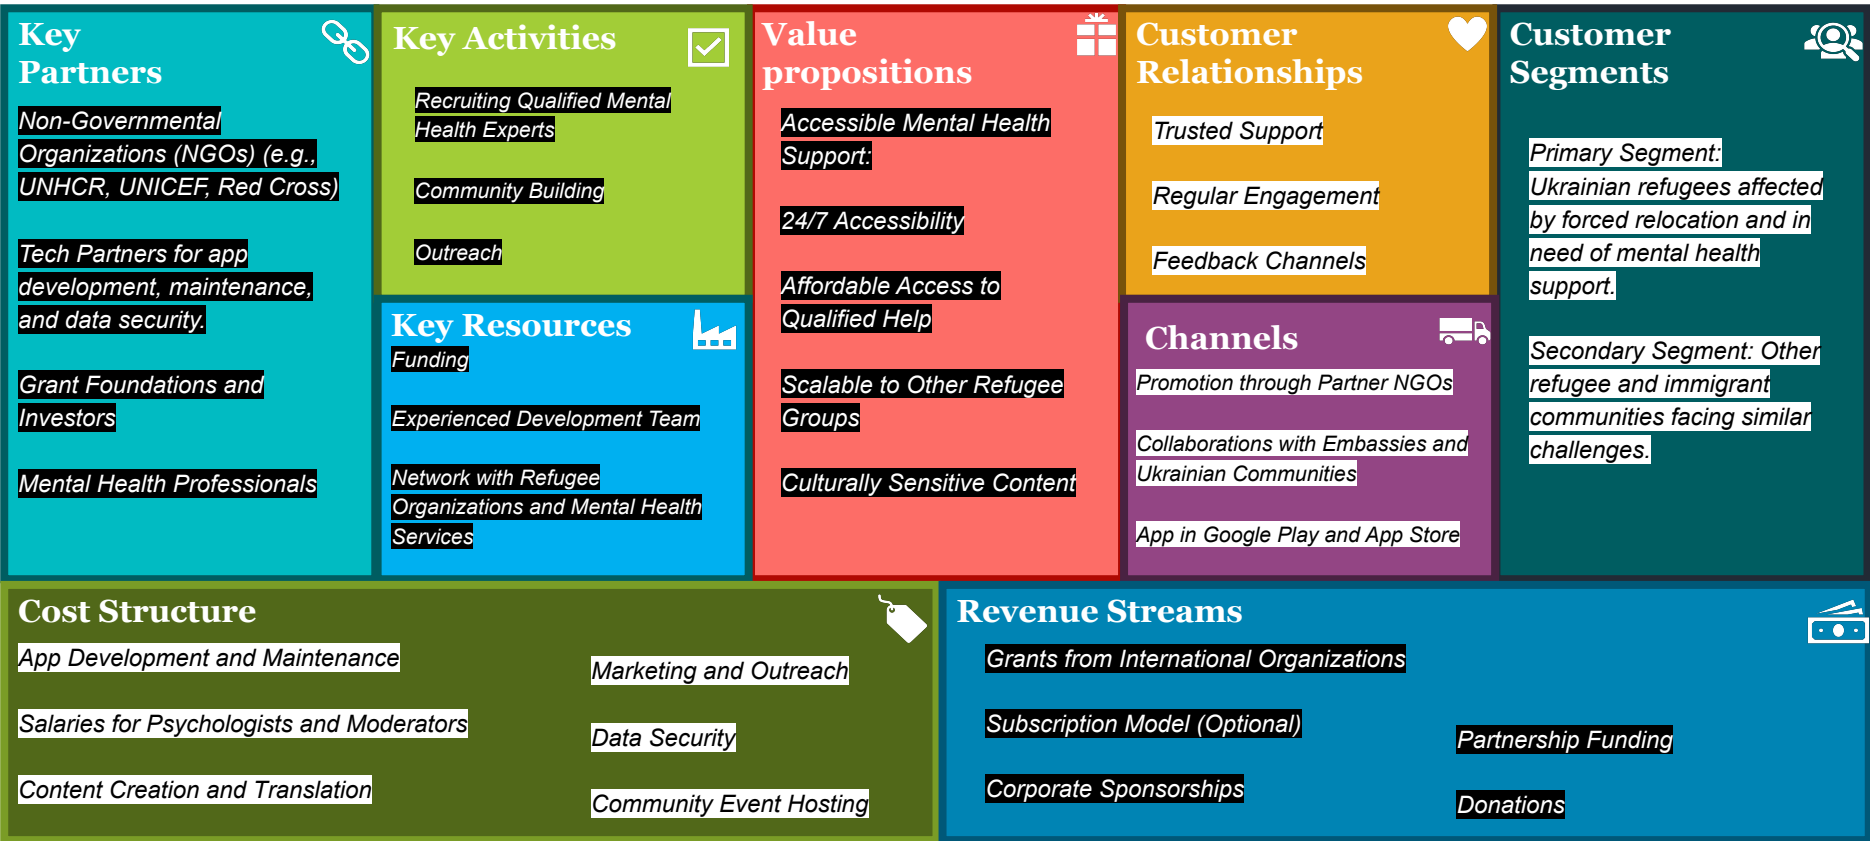 Key
Partners
Non-Governmental
Organizations (NGOs) (e.g.,
UNHCR, UNICEF, Red Cross)
Tech Partners for app
development, maintenance,
and data security.
Grant Foundations and
Investors
Mental Health Professionals
Key Activities
Recruiting Qualified Mental
Health Experts
Community Building
Outreach
Key Resources
Funding
Experienced Development Team
Network with Refugee
Organizations and Mental Health
Services
Value
propositions
Accessible Mental Health
Support:
24/7 Accessibility
Affordable Access to
Qualified Help
Scalable to Other Refugee
Groups
Culturally Sensitive Content
Customer
Relationships
Trusted Support
Regular Engagement
Feedback Channels
Channels
Promotion through Partner NGOs
Collaborations with Embassies and
Ukrainian Communities
App in Google Play and App Store
Customer
Segments
Primary Segment:
Ukrainian refugees affected
by forced relocation and in
need of mental health
support.
Secondary Segment: Other
refugee and immigrant
communities facing similar
challenges.
Cost Structure
App Development and Maintenance
Salaries for Psychologists and Moderators
Content Creation and Translation
Marketing and Outreach
Data Security
Community Event Hosting
Revenue Streams
Grants from International Organizations
Subscription Model (Optional)
Corporate Sponsorships
Partnership Funding
Donations